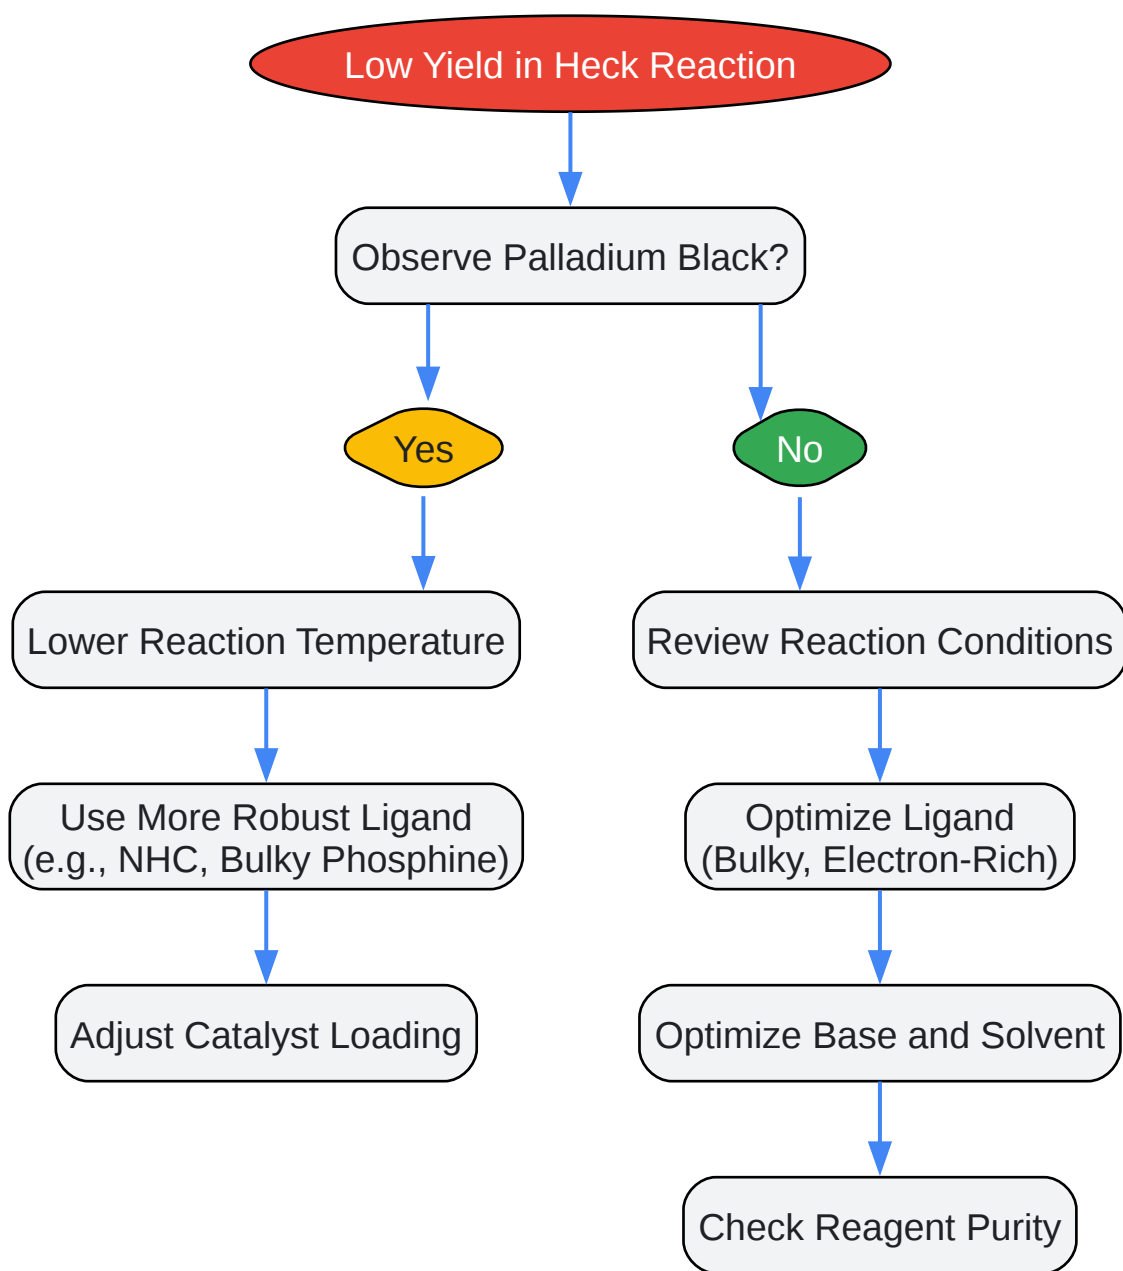 Low Yield in Heck Reaction
Observe Palladium Black?
Yes
No
Lower Reaction Temperature
Review Reaction Conditions
Use More Robust Ligand
(e.g., NHC, Bulky Phosphine)
Optimize Ligand
(Bulky, Electron-Rich)
Adjust Catalyst Loading
Optimize Base and Solvent
Check Reagent Purity